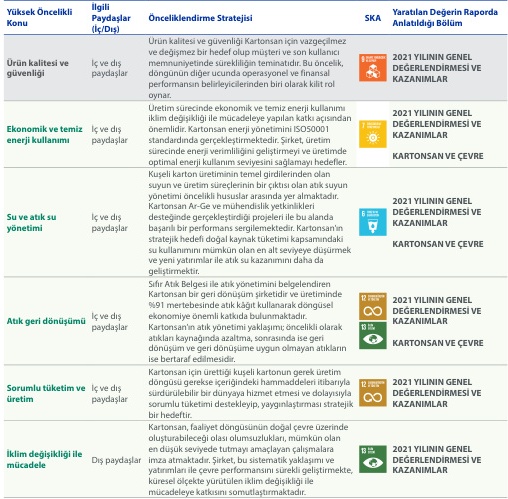 Yüksek Öncelikli Konu
İlgili Paydaşlar (İç/Dış)
Önceliklendirme Stratejisi
SKA
Yaratılan Değerin Raporda Anlatıldığı Bölüm
Ürün kalitesi ve güvenliği
İç ve dış paydaşlar
Ürün kalitesi ve güvenliği Kartonsan için vazgeçilmez
ve değişmez bir hedef olup müşteri ve son kullanıcı
memnuniyetinde sürekliliğin teminatıdır. Bu öncelik,
döngünün diğer ucunda operasyonel ve finansal
performansın belirleyicilerinden biri olarak kilit rol
oynar.
9
2021 YILININ GENEL
DEĞERLENDİRMESİ VE
KAZANIMLAR
Ekonomik ve temiz enerji kullanımı
İç ve dış paydaşlar
Üretim sürecinde ekonomik ve temiz enerji kullanımı
iklim değişikliği ile mücadeleye yapılan katkı açısından
önemlidir. Kartonsan enerji yönetimini ISO50001
standardında gerçekleştirmektedir. Şirket, üretim
sürecinde enerji verimliliğini geliştirmeyi ve üretimde
optimal enerji kullanım seviyesini sağlamayı hedefler.
7
2021 YILININ GENEL
DEĞERLENDİRMESİ VE
KAZANIMLAR
KARTONSAN VE ÇEVRE
Su ve atık su yönetimi
İç ve dış paydaşlar
Kuşeli karton üretiminin temel girdilerinden olan
suyun ve üretim süreçlerinin bir çıktısı olan atık suyun
yönetimi öncelikli hususlar arasında yer almaktadır.
Kartonsan Ar-Ge ve mühendislik yetkinlikleri
desteğinde gerçekleştirdiği projeleri ile bu alanda
başarılı bir performans sergilemektedir. Kartonsan'ın
stratejik hedefi doğal kaynak tüketimi kapsamındaki
su kullanımını mümkün olan en alt seviyeye düşürmek
ve yeni yatırımlar ile atık su kazanımını daha da
geliştirmektir.
6
2021 YILININ GENEL
DEĞERLENDİRMESİ VE
KAZANIMLAR
KARTONSAN VE ÇEVRE
Atık geri dönüşümü
İç ve dış paydaşlar
Sıfır Atık Belgesi ile atık yönetimini belgelendiren
Kartonsan bir geri dönüşüm şirketidir ve üretiminde
%91 mertebesinde atık kâğıt kullanarak döngüsel
ekonomiye önemli katkıda bulunmaktadır.
Kartonsan'ın atık yönetimi yaklaşımı; öncelikli olarak
atıkları kaynağında azaltma, sonrasında ise geri
dönüşüm ve geri dönüşüme uygun olmayan atıkların
ise bertaraf edilmesidir.
12
13
2021 YILININ GENEL
DEĞERLENDİRMESİ VE
KAZANIMLAR
KARTONSAN VE ÇEVRE
Sorumlu tüketim ve üretim
İç ve dış paydaşlar
Kartonsan için ürettiği kuşeli kartonun gerek üretim
döngüsü gerekse içeriğindeki hammaddeleri itibarıyla
sürdürülebilir bir dünyaya hizmet etmesi ve dolayısıyla
sorumlu tüketimi destekleyip, yaygınlaştırması stratejik
bir hedeftir.
12
2021 YILININ GENEL
DEĞERLENDİRMESİ VE
KAZANIMLAR
İklim değişikliği ile mücadele
Dış paydaşlar
Kartonsan, faaliyet döngüsünün doğal çevre üzerinde
oluşturabileceği olası olumsuzlukları, mümkün olan
en düşük seviyede tutmayı amaçlayan çalışmalara
imza atmaktadır. Şirket, bu sistematik yaklaşımı ve
yatırımları ile çevre performansını sürekli geliştirmekte,
küresel ölçekte yürütülen iklim değişikliği ile
mücadeleye katkısını somutlaştırmaktadır.
13
2021 YILININ GENEL
DEĞERLENDİRMESİ VE
KAZANIMLAR